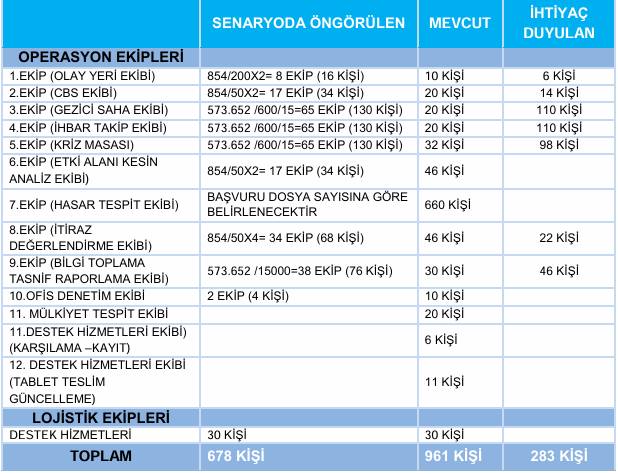 SENARYODA ÖNGÖRÜLEN MEVCUT İHTİYAÇ DUYULAN
OPERASYON EKİPLERİ
1.EKİP (OLAY YERİ EKİBİ) 854/200X2= 8 EKİP (16 KİŞİ) 10 KİŞİ 6 KİŞİ
2.EKİP (CBS EKİBİ) 854/50X2= 17 EKİP (34 KİŞİ) 20 KİŞİ 14 KİŞİ
3.EKİP (GEZİCİ SAHA EKİBİ) 573.652 /600/15=65 EKİP (130 KİŞİ) 20 KİŞİ 110 KİŞİ
4.EKİP (İHBAR TAKİP EKİBİ) 573.652 /600/15=65 EKİP (130 KİŞİ) 20 KİŞİ 110 KİŞİ
5.EKİP (KRİZ MASASI) 573.652 /600/15=65 EKİP (130 KİŞİ) 32 KİŞİ 98 KİŞİ
6.EKİP (ETKİ ALANI KESİN
ANALİZ EKİBİ) 854/50X2= 17 EKİP (34 KİŞİ) 46 KİŞİ
7.EKİP (HASAR TESPİT EKİBİ) BAŞVURU DOSYA SAYISINA GÖRE
BELİRLENECEKTİR 660 KİŞİ
8.EKİP (İTİRAZ
DEĞERLENDİRME EKİBİ) 854/50X4= 34 EKİP (68 KİŞİ) 46 KİŞİ 22 KİŞİ
9.EKİP (BİLGİ TOPLAMA
TASNİF RAPORLAMA EKİBİ) 573.652 /15000=38 EKİP (76 KİŞİ) 30 KİŞİ 46 KİŞİ
10.OFİS DENETİM EKİBİ 2 EKİP (4 KİŞİ) 10 KİŞİ
11. MÜLKİYET TESPİT EKİBİ 20 KİŞİ
11.DESTEK HİZMETLERİ EKİBİ)
(KARŞILAMA –KAYIT) 6 KİŞİ
12. DESTEK HİZMETLERİ EKİBİ
(TABLET TESLİM
GÜNCELLEME) 11 KİŞİ
LOJİSTİK EKİPLERİ
DESTEK HİZMETLERİ 30 KİŞİ 30 KİŞİ
TOPLAM 678 KİŞİ 961 KİŞİ 283 KİŞİ